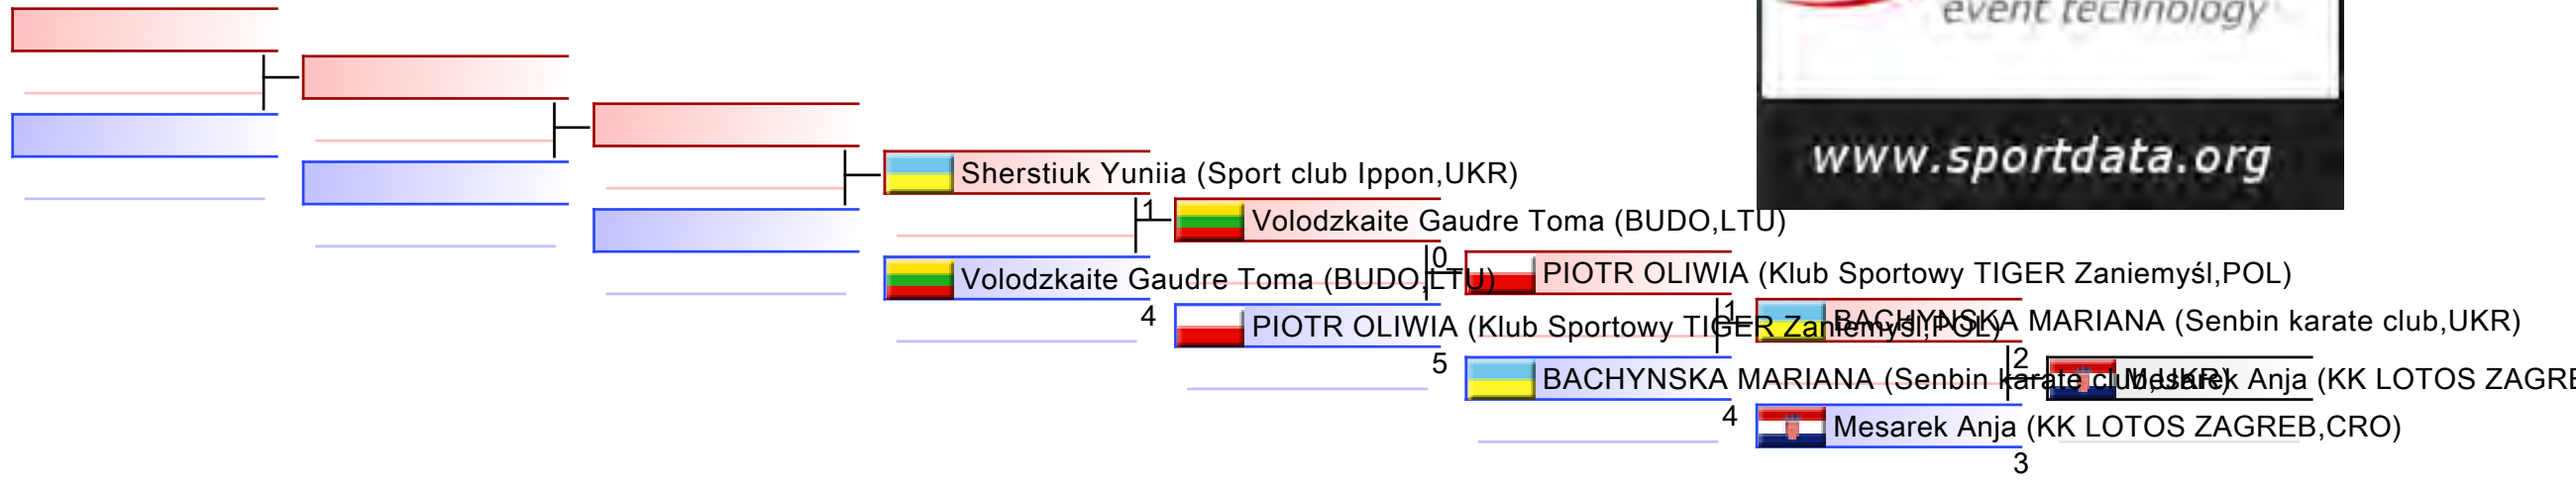 event technology
www.sportdata.org
Sherstiuk Yuniia (Sport club Ippon,UKR)
1
Volodzkaite Gaudre Toma (BUDO,LTU)
Volodzkaite Gaudre Toma (BUDO,LTU)
4
0
PIOTR OLIWIA (Klub Sportowy TIGER Zaniemyśl,POL)
PIOTR OLIWIA (Klub Sportowy TIGER Zaniemyśl,POL)
5
1
BACHYNSKA MARIANA (Senbin karate club,UKR)
BACHYNSKA MARIANA (Senbin karate club,UKR)
4
2
Mesarek Anja (KK LOTOS ZAGRE
Mesarek Anja (KK LOTOS ZAGREB,CRO)
3